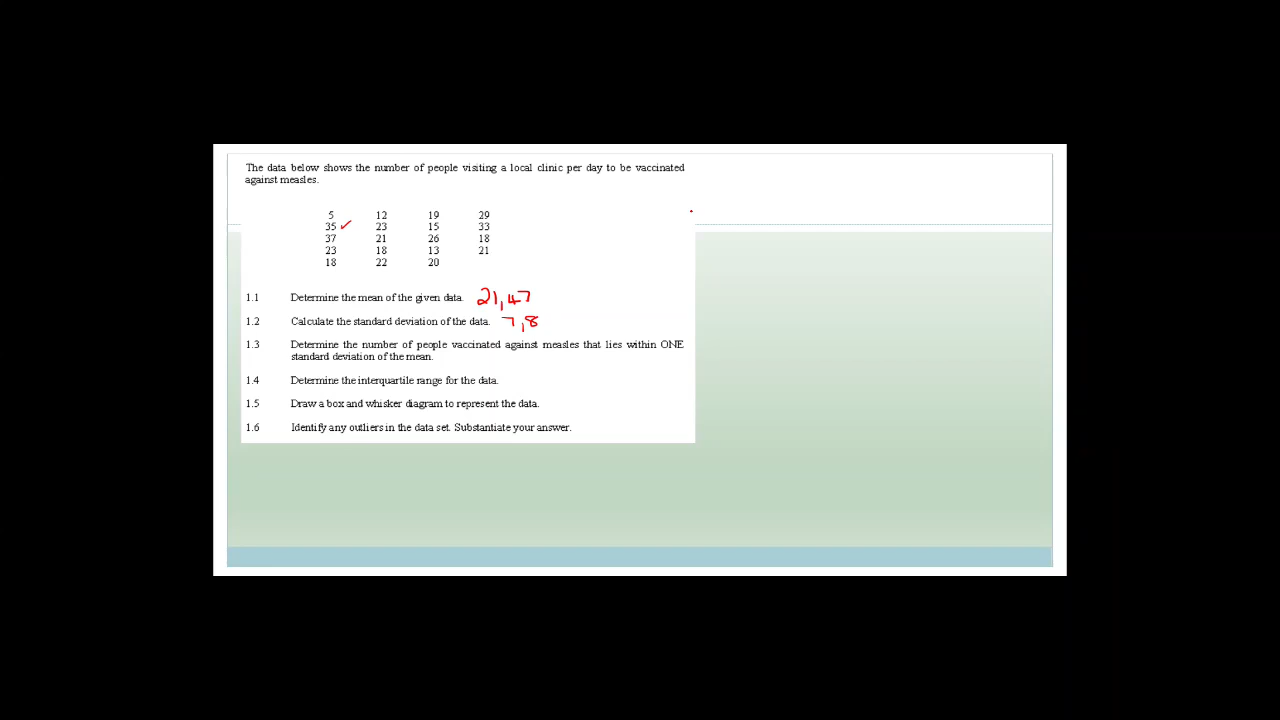 The data below shows the number of people visiting a local clinic per day to be vaccinated
against measles.
5 12 19 29
35 23 15 33
37 21 26 18
23 18 13 21
18 22 20
1.1 Determine the mean of the given data. 21,47
1.2 Calculate the standard deviation of the data. 7,8
1.3 Determine the number of people vaccinated against measles that lies within ONE
standard deviation of the mean.
1.4 Determine the interquartile range for the data.
1.5 Draw a box and whisker diagram to represent the data.
1.6 Identify any outliers in the data set. Substantiate your answer.